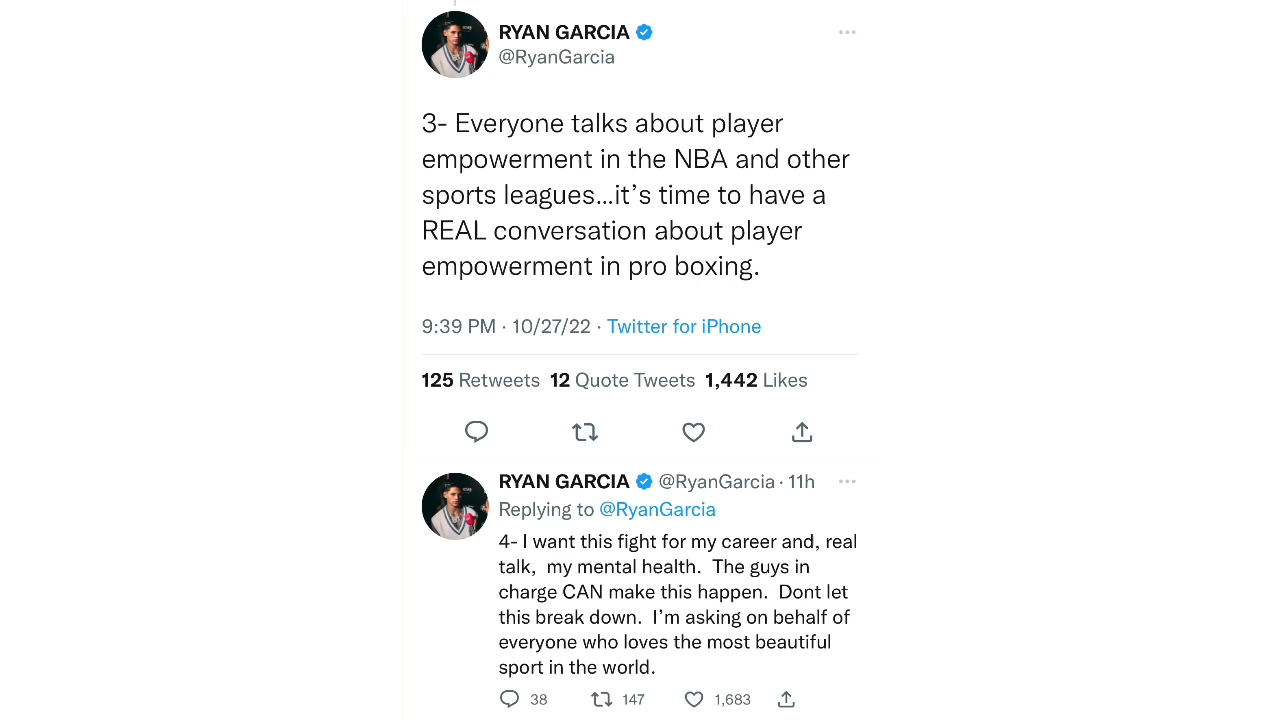 RYAN GARCIA
@RyanGarcia
3- Everyone talks about player
empowerment in the NBA and other
sports leagues...it's time to have a
REAL conversation about player
empowerment in pro boxing.
9:39 PM · 10/27/22 · Twitter for iPhone
125 Retweets 12 Quote Tweets 1,442 Likes
RYAN GARCIA @RyanGarcia · 11h
Replying to @RyanGarcia
4- I want this fight for my career and, real
talk,  my mental health.  The guys in
charge CAN make this happen.  Dont let
this break down.  I'm asking on behalf of
everyone who loves the most beautiful
sport in the world.
38 147 1,683